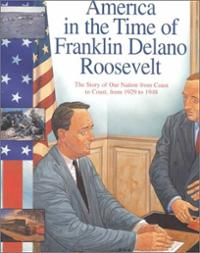 America
in the Time of
Franklin Delano
Roosevelt
The Story of Our Nation from Coast
to Coast, from 1929 to 1948